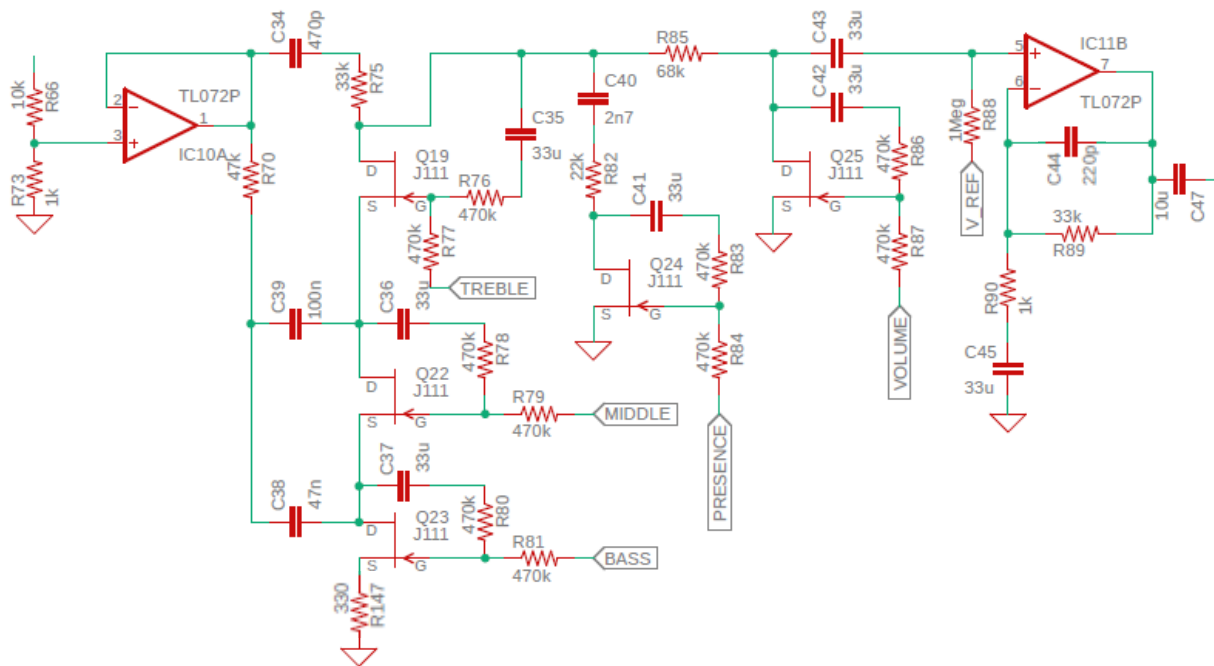 C34
470p
33k
R75
10k
R66
2
3
1
TL072P
IC10A
R73
1k
47k
R70
D
S
G
Q19
J111
R76
470k
C35
33u
470k
R77
TREBLE
C40
2n7
22k
R82
C41
33u
R85
68k
C43
33u
C42
33u
Q25
J111
D
S
G
470k
R86
470k
R87
VOLUME
1Meg
R88
V_REF
5
6
7
IC11B
TL072P
C44
220p
33k
R89
10u
C47
R90
1k
C45
33u
Q24
J111
D
S
G
470k
R83
470k
R84
PRESENCE
C39
100n
C36
33u
470k
R78
Q22
J111
D
S
G
R79
470k
MIDDLE
C38
47n
C37
33u
470k
R80
Q23
J111
D
S
G
R81
470k
BASS
330
R147